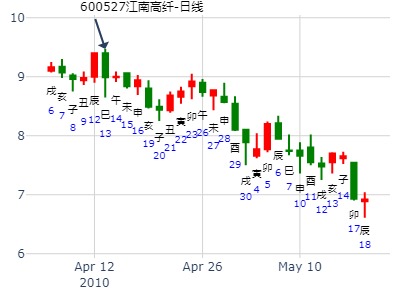 600527江南高纤-日线
10
9
8
7
6
戌 亥 子 丑 辰 巳 午 未 申 亥 子 丑 寅 卯 午 未 申 酉 戌 寅 卯 辰 巳 申 酉 戌 亥 子 卯 辰
6 7 8 9 12 13 14 15 16 19 20 21 22 23 26 27 28 29 30 4 5 6 7 10 11 12 13 14 17 18
Apr 12 Apr 26 May 10
2010